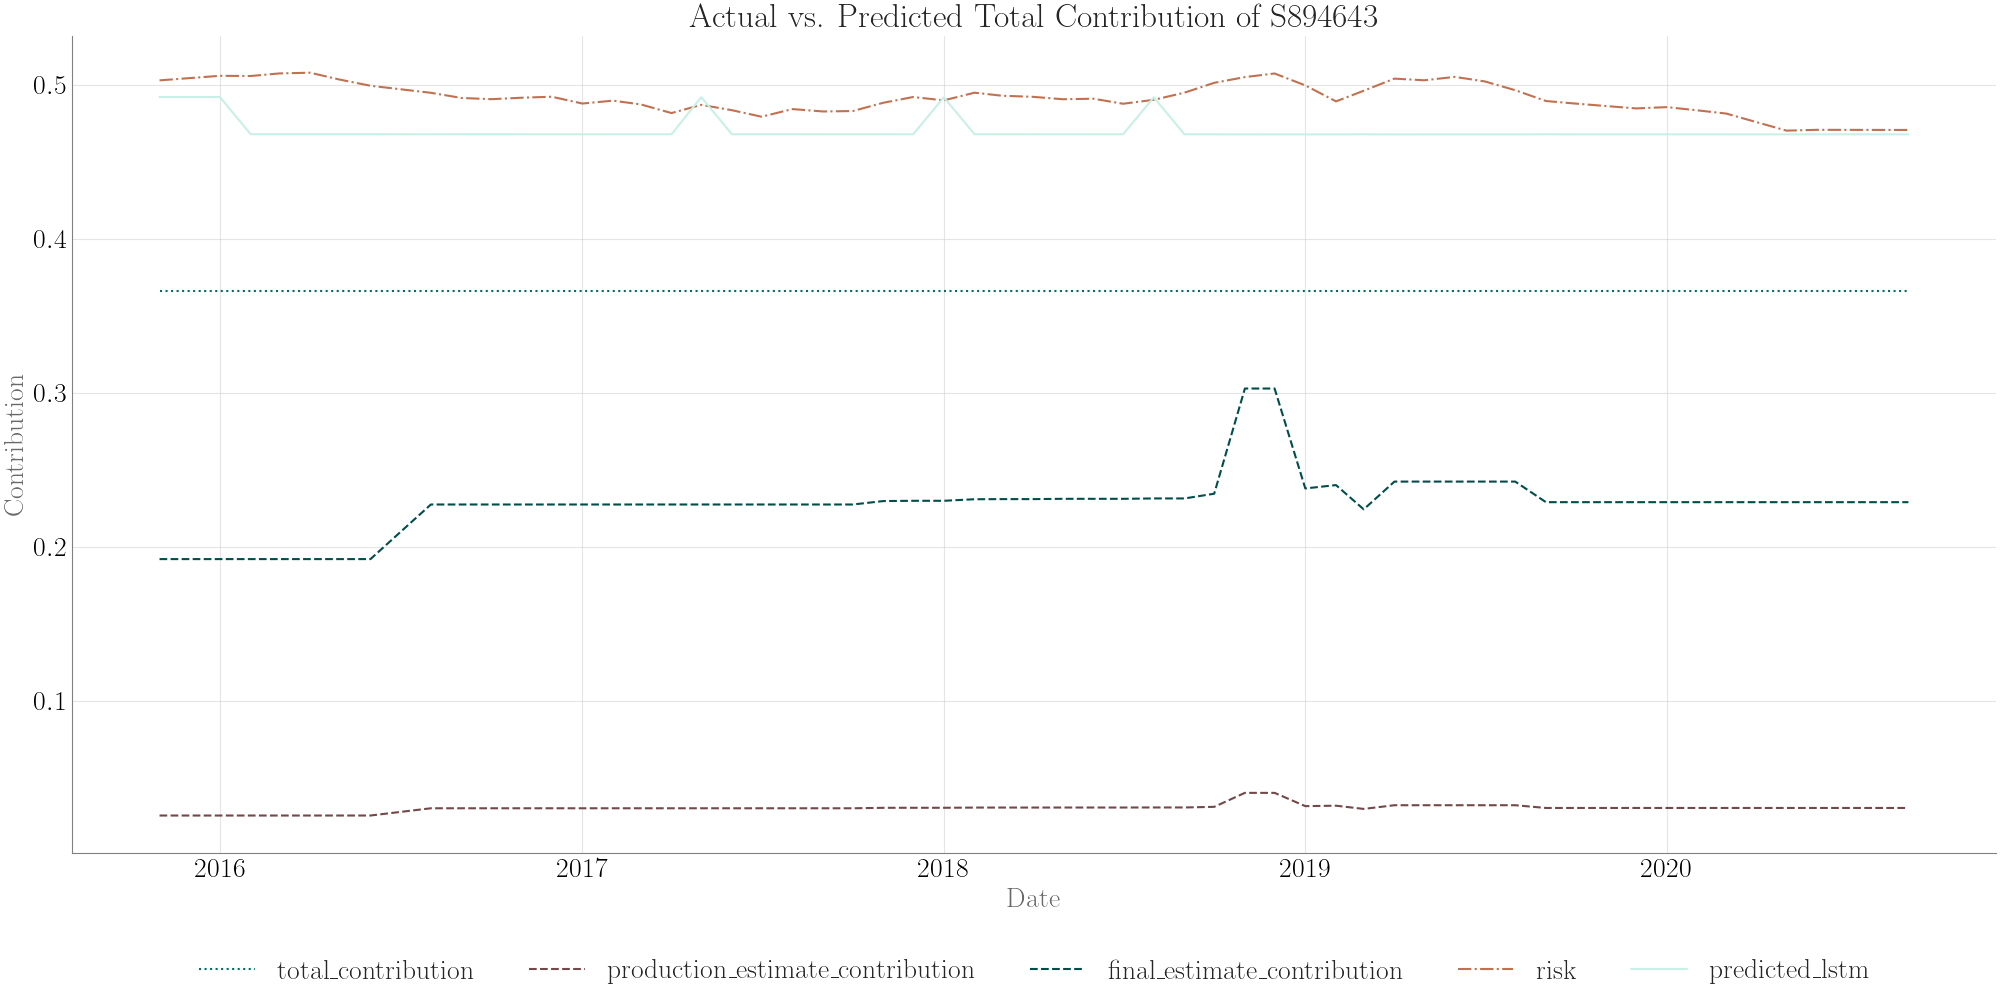 Actual vs. Predicted Total Contribution of S894643
0.5
0.4
0.3
0.2
0.1
Contribution
2016 2017 2018 2019 2020
Date
total_contribution production_estimate_contribution final_estimate_contribution risk predicted_lstm